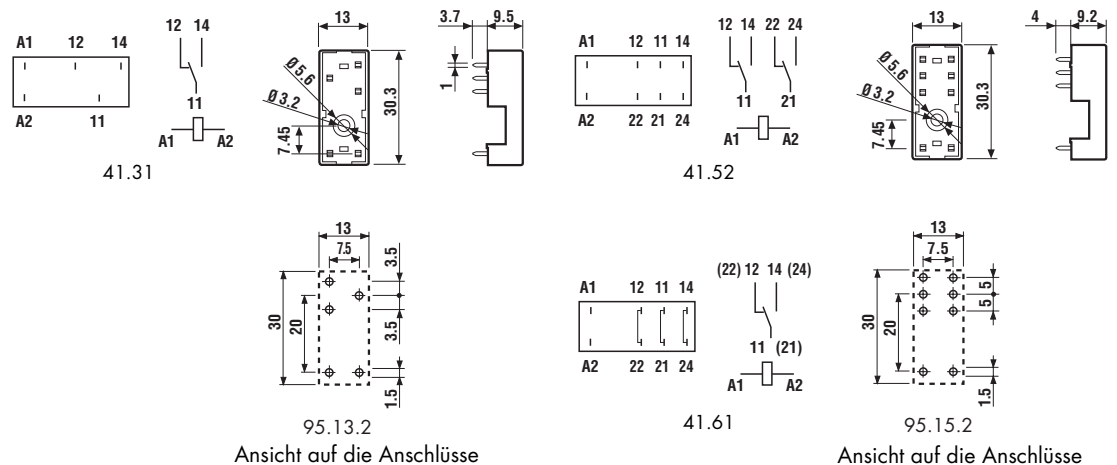 13 3.7 9.5
12 14
A1 12 14
Ø5.6
Ø3.2
7.45
30.3
1
A2 11
11
A1 A2
41.31
13 4 9.2
12 14 22 24
A1 12 11 14
Ø5.6
Ø3.2
7.45
30.3
A2 22 21 24
11 21
A1 A2
41.52
13
7.5
3.5
30
20
3.5
1.5
95.13.2
Ansicht auf die Anschlüsse
(22) 12 14 (24)
A1 12 11 14
11 (21)
A2 22 21 24
A1 A2
41.61
13
7.5
5
5
30
20
1.5
95.15.2
Ansicht auf die Anschlüsse